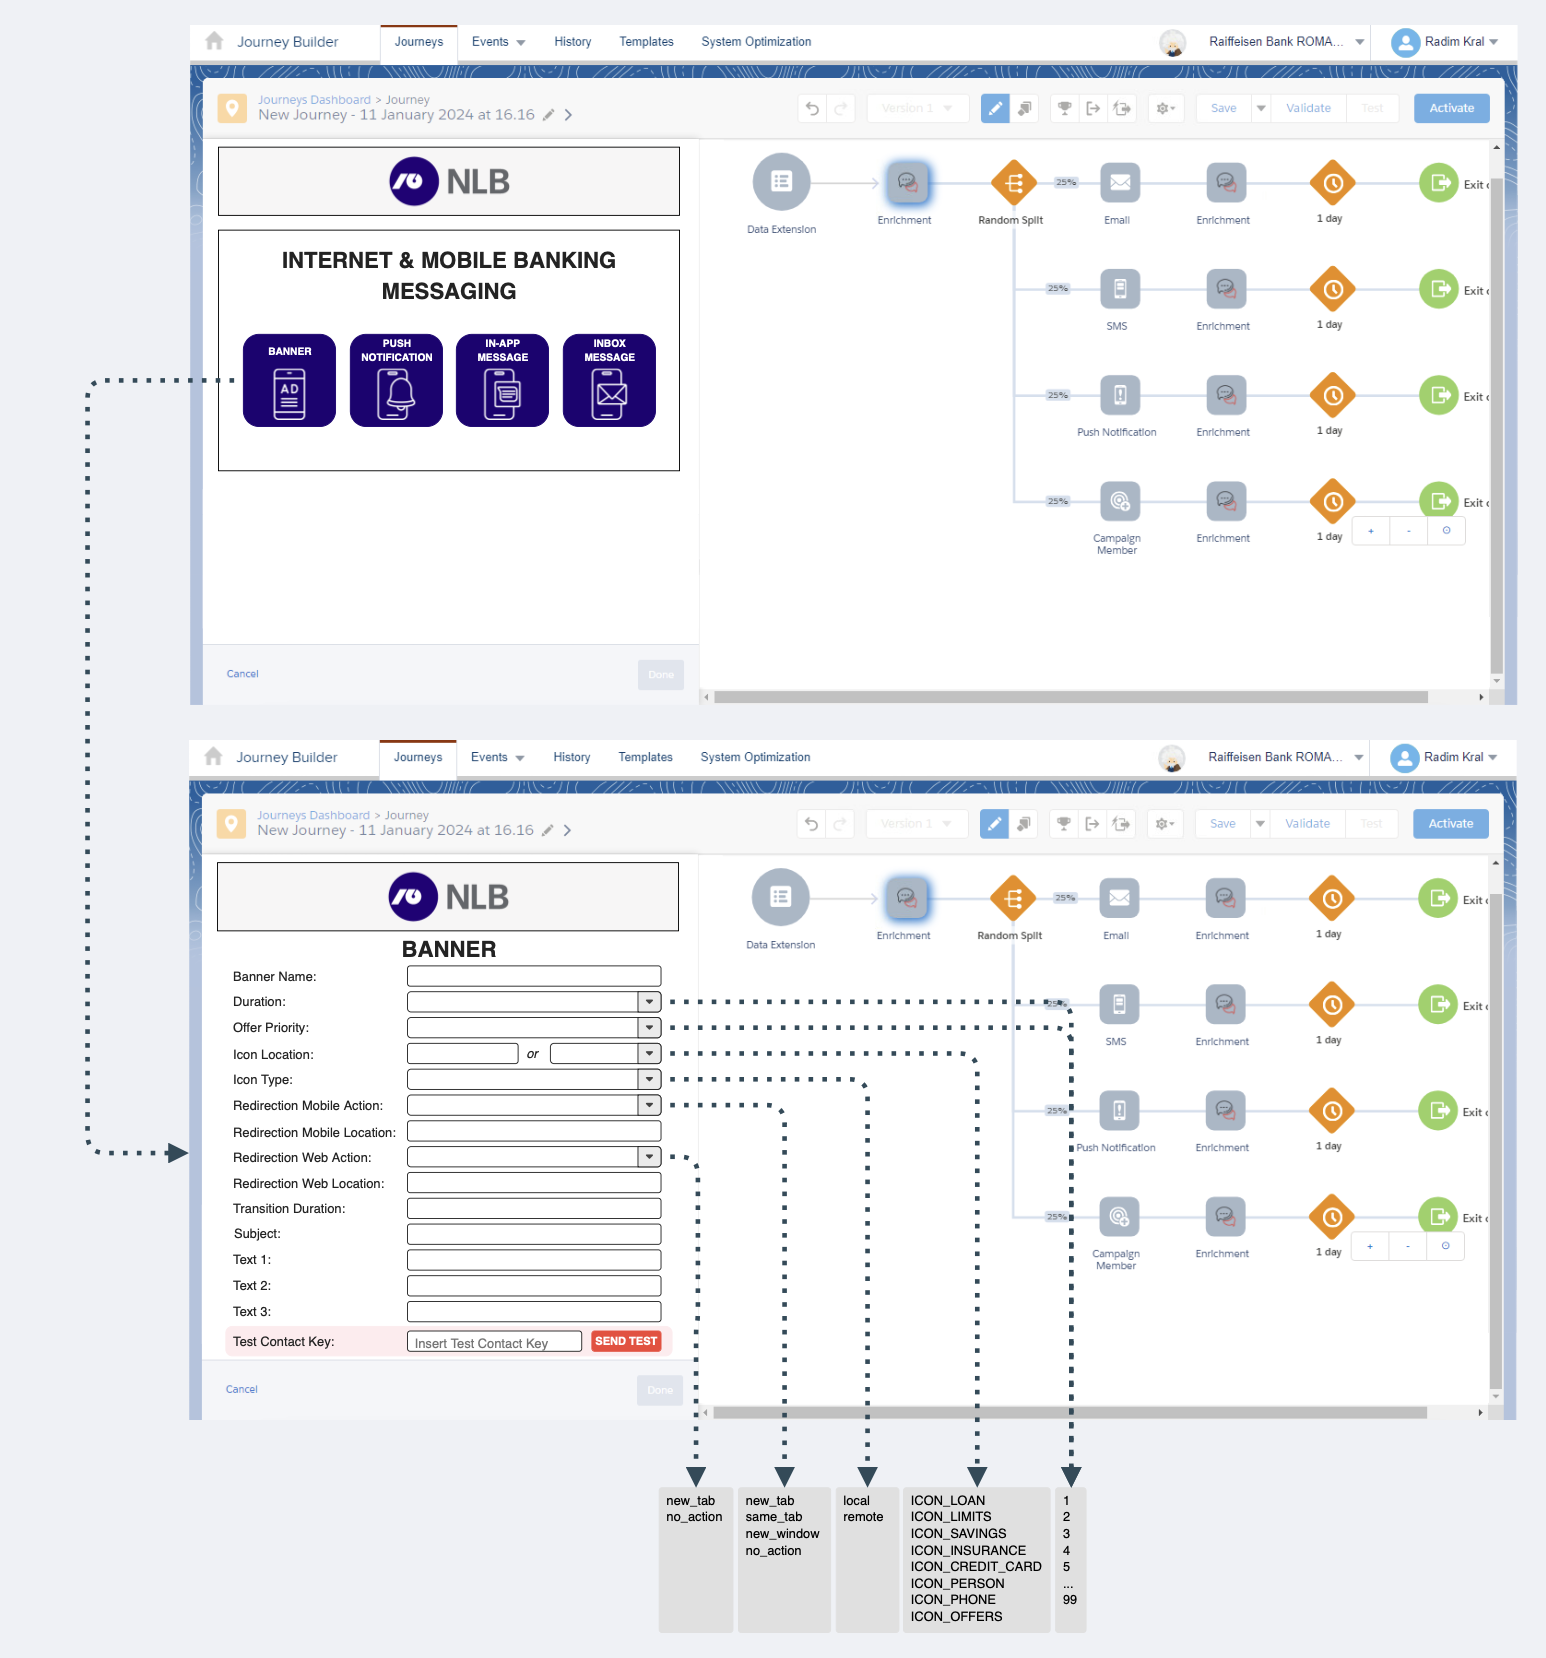 Journey Builder
Journeys
Events
History
Templates
System Optimization
Raiffeisen Bank ROMA...
Radim Kral
Journeys Dashboard > Journey
New Journey - 11 January 2024 at 16.16
Version 1
Save
Validate
Test
Activate
NLB
INTERNET & MOBILE BANKING
MESSAGING
BANNER
AD
PUSH
NOTIFICATION
IN-APP
MESSAGE
INBOX
MESSAGE
Cancel
Done
Data Extension
Enrichment
Random Split
25%
Email
Enrichment
1 day
Exit
25%
SMS
Enrichment
1 day
Exit
25%
Push Notification
Enrichment
1 day
Exit
25%
Campaign
Member
Enrichment
1 day
Exit
+
-
Journey Builder
Journeys
Events
History
Templates
System Optimization
Raiffeisen Bank ROMA...
Radim Kral
Journeys Dashboard > Journey
New Journey - 11 January 2024 at 16.16
Version 1
Save
Validate
Test
Activate
NLB
BANNER
Banner Name:
Duration:
Offer Priority:
Icon Location:
or
Icon Type:
Redirection Mobile Action:
Redirection Mobile Location:
Redirection Web Action:
Redirection Web Location:
Transition Duration:
Subject:
Text 1:
Text 2:
Text 3:
Test Contact Key:
Insert Test Contact Key
SEND TEST
Cancel
Done
Data Extension
Enrichment
Random Split
25%
Email
Enrichment
1 day
Exit
25%
SMS
Enrichment
1 day
Exit
25%
Push Notification
Enrichment
1 day
Exit
25%
Campaign
Member
Enrichment
1 day
Exit
+
-
new_tab
no_action
new_tab
same_tab
new_window
no_action
local
remote
ICON_LOAN
ICON_LIMITS
ICON_SAVINGS
ICON_INSURANCE
ICON_CREDIT_CARD
ICON_PERSON
ICON_PHONE
ICON_OFFERS
1
2
3
4
5
...
99